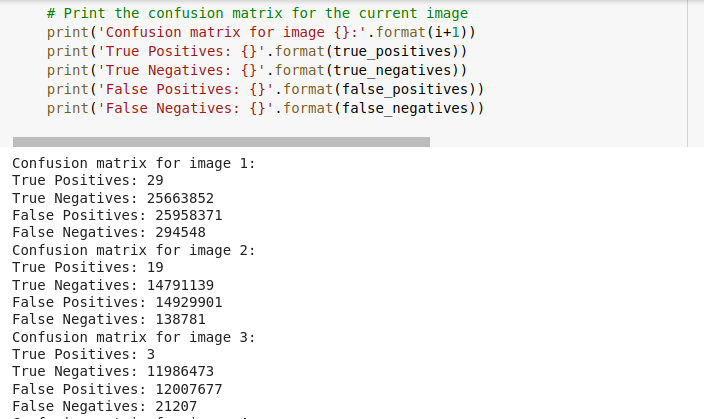 # Print the confusion matrix for the current image
print('Confusion matrix for image {}:'.format(i+1))
print('True Positives: {}'.format(true_positives))
print('True Negatives: {}'.format(true_negatives))
print('False Positives: {}'.format(false_positives))
print('False Negatives: {}'.format(false_negatives))
Confusion matrix for image 1:
True Positives: 29
True Negatives: 25663852
False Positives: 25958371
False Negatives: 294548
Confusion matrix for image 2:
True Positives: 19
True Negatives: 14791139
False Positives: 14929901
False Negatives: 138781
Confusion matrix for image 3:
True Positives: 3
True Negatives: 11986473
False Positives: 12007677
False Negatives: 21207